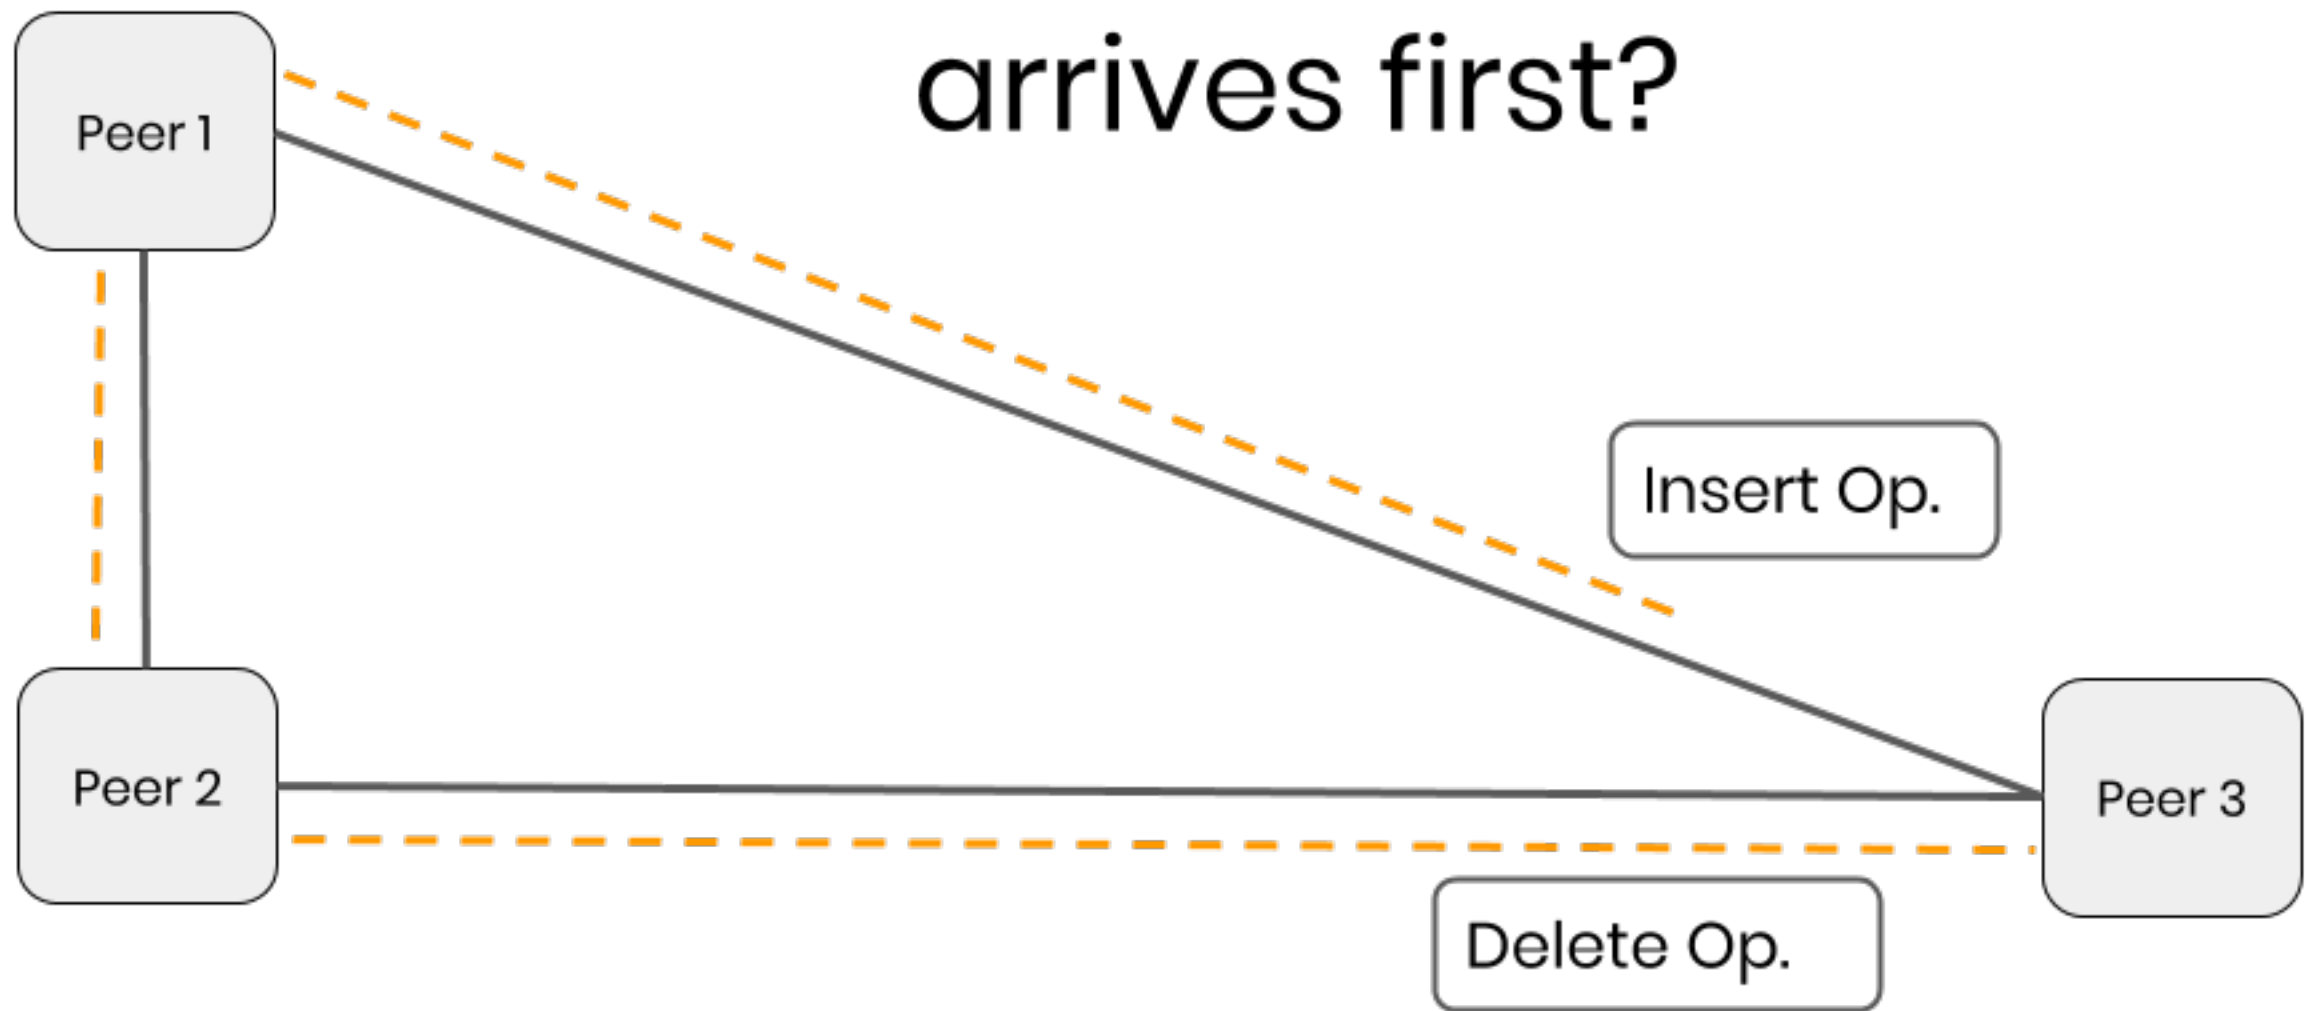 arrives first?
Peer 1
Insert Op.
Peer 2
Peer 3
Delete Op.